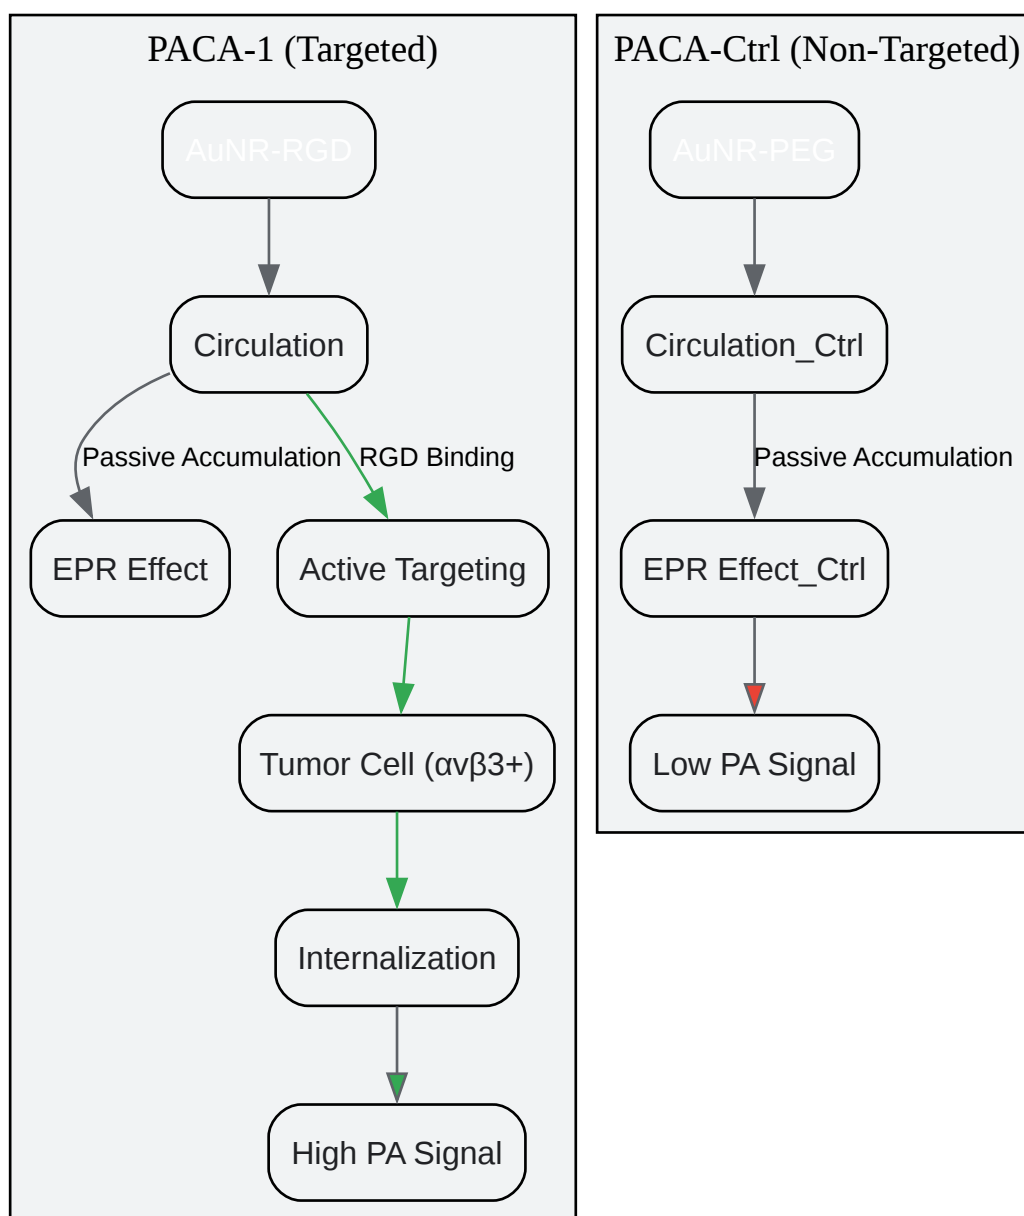 PACA-1 (Targeted)
AuNR-RGD
Circulation
Passive Accumulation
RGD Binding
EPR Effect
Active Targeting
Tumor Cell (αvβ3+)
Internalization
High PA Signal
PACA-Ctrl (Non-Targeted)
AuNR-PEG
Circulation_Ctrl
Passive Accumulation
EPR Effect_Ctrl
Low PA Signal